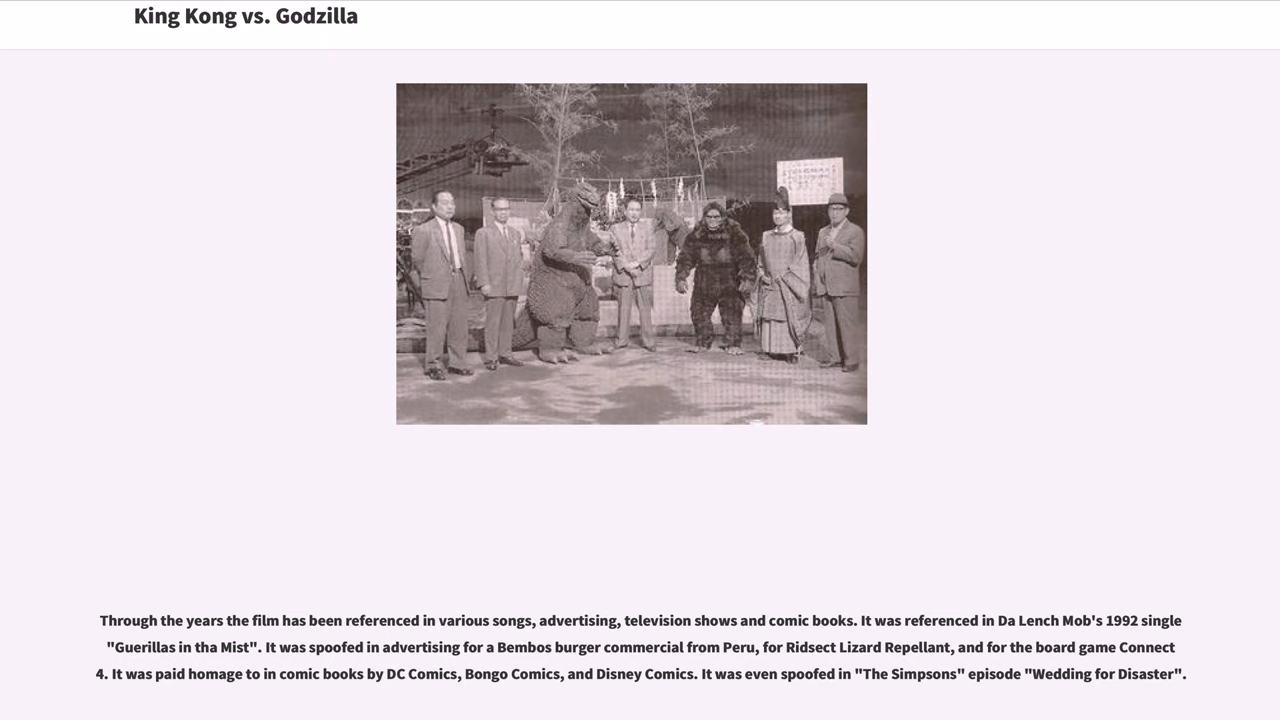 King Kong vs. Godzilla
Through the years the film has been referenced in various songs, advertising, television shows and comic books. It was referenced in Da Lench Mob's 1992 single
"Guerillas in tha Mist". It was spoofed in advertising for a Bembos burger commercial from Peru, for Ridsect Lizard Repellant, and for the board game Connect
4. It was paid homage to in comic books by DC Comics, Bongo Comics, and Disney Comics. It was even spoofed in "The Simpsons" episode "Wedding for Disaster".